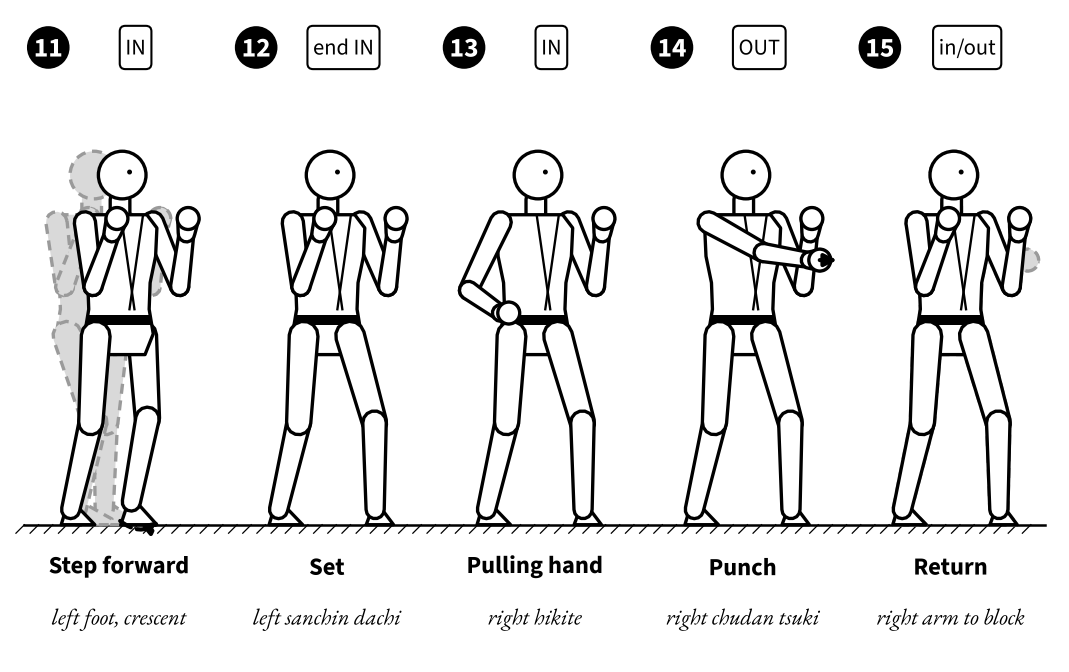 11 IN 12 end IN 13 IN 14 OUT 15 in/out
Step forward Set Pulling hand Punch Return
left foot, crescent left sanchin dachi right hikite right chudan tsuki right arm to block